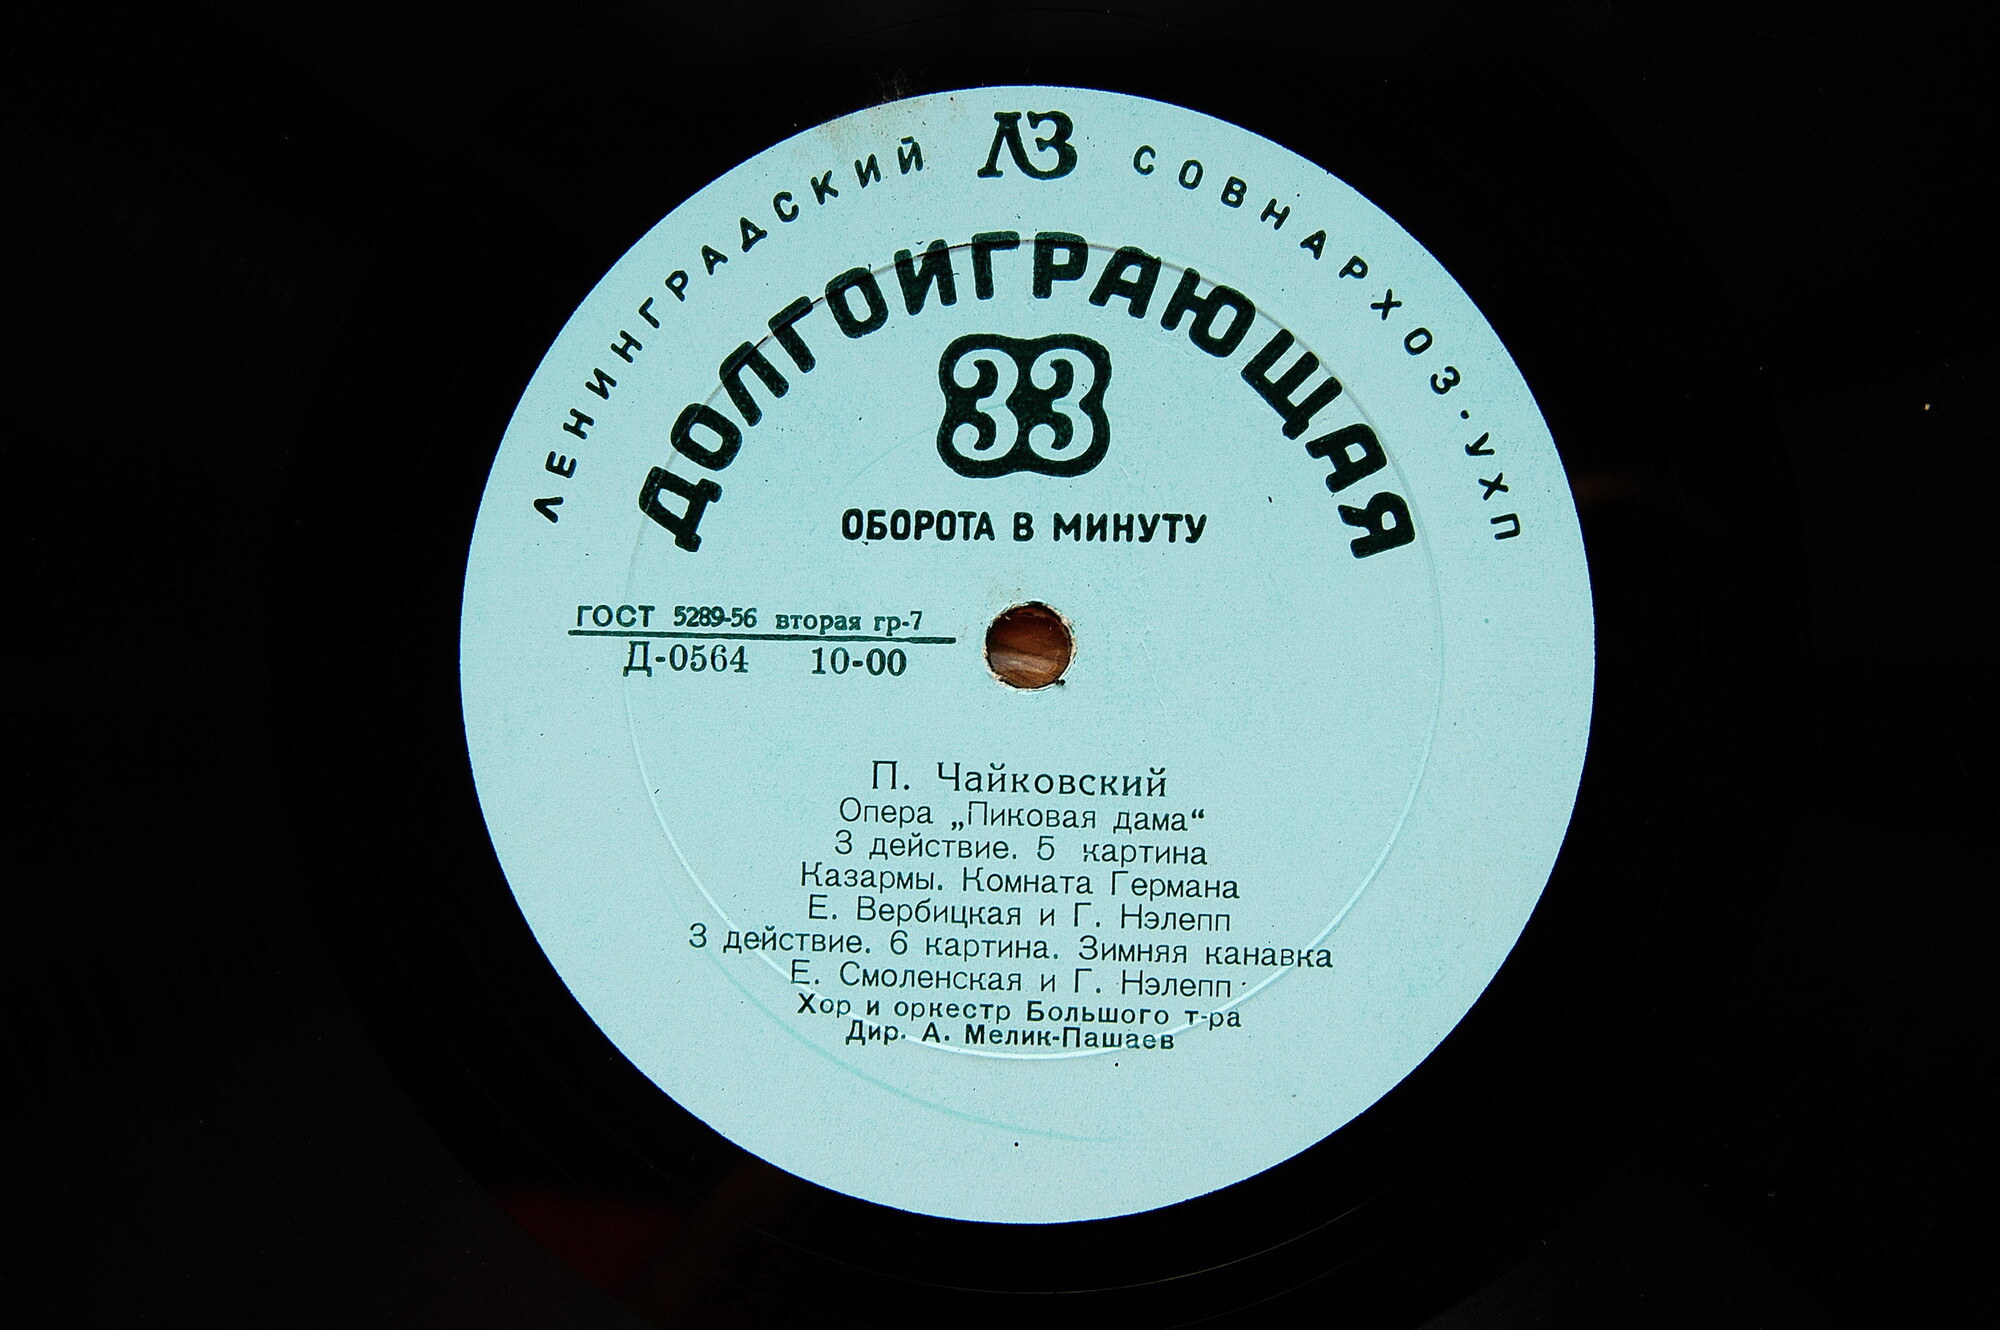 ЛЕНИНГРАДСКИЙ ЛЗ СОВНАРХОЗ·УХП
ДОЛГОИГРАЮЩАЯ
33
ОБОРОТА В МИНУТУ
ГОСТ 5289-56 вторая гр-7
Д-0564 10-00
П. Чайковский
Опера „Пиковая дама“
3 действие. 5 картина
Казармы. Комната Германа
Е. Вербицкая и Г. Нэлепп
3 действие. 6 картина. Зимняя канавка
Е. Смоленская и Г. Нэлепп
Хор и оркестр Большого т-ра
Дир. А. Мелик-Пашаев